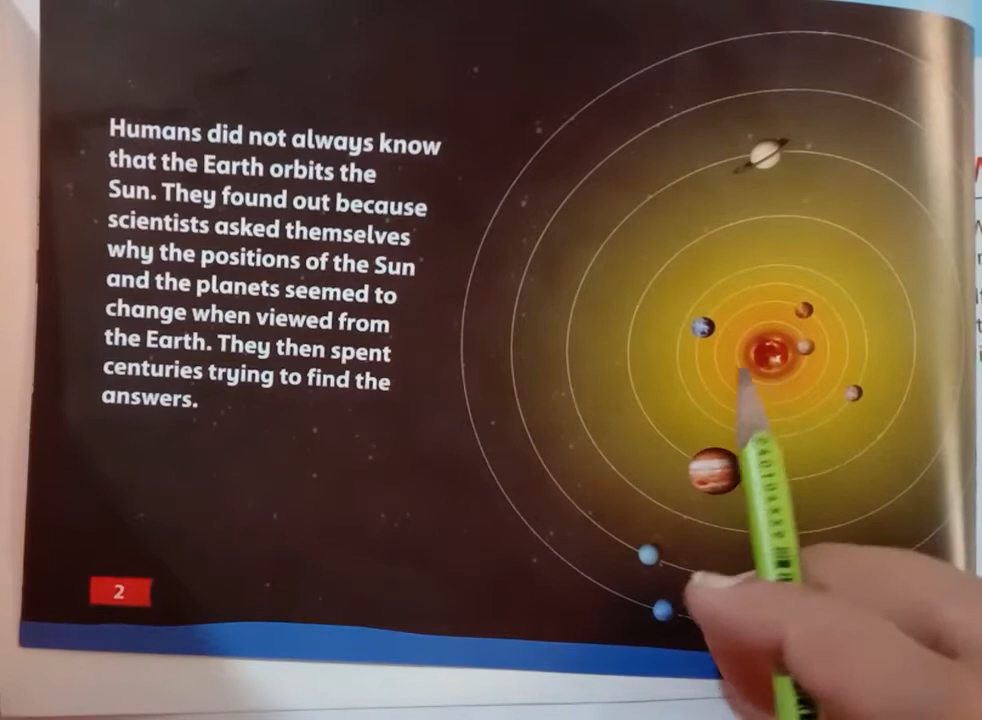 Humans did not always know
that the Earth orbits the
Sun. They found out because
scientists asked themselves
why the positions of the Sun
and the planets seemed to
change when viewed from
the Earth. They then spent
centuries trying to find the
answers.
2